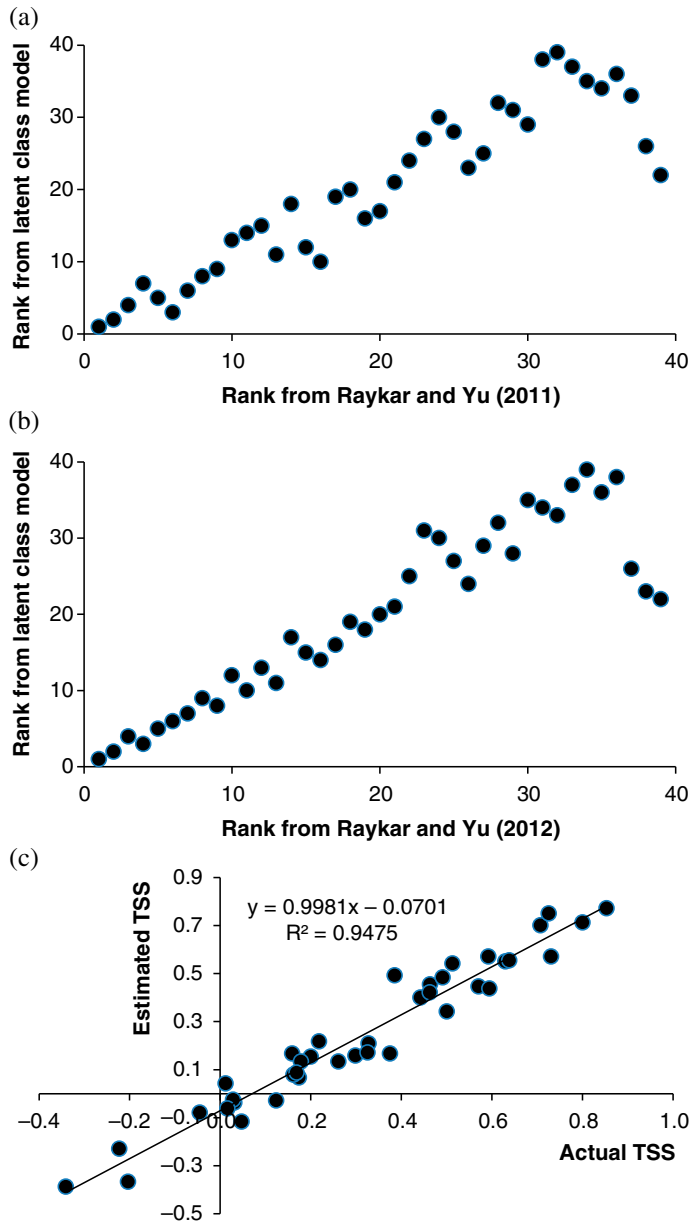 (a)
Rank from latent class model
40
30
20
10
0
0 10 20 30 40
Rank from Raykar and Yu (2011)
(b)
Rank from latent class model
40
30
20
10
0
0 10 20 30 40
Rank from Raykar and Yu (2012)
(c)
Estimated TSS
0.9
0.7
0.5
0.3
0.1
−0.1
−0.3
−0.5
y = 0.9981x – 0.0701
R² = 0.9475
−0.4 −0.2 0.0 0.2 0.4 0.6 0.8 1.0
Actual TSS